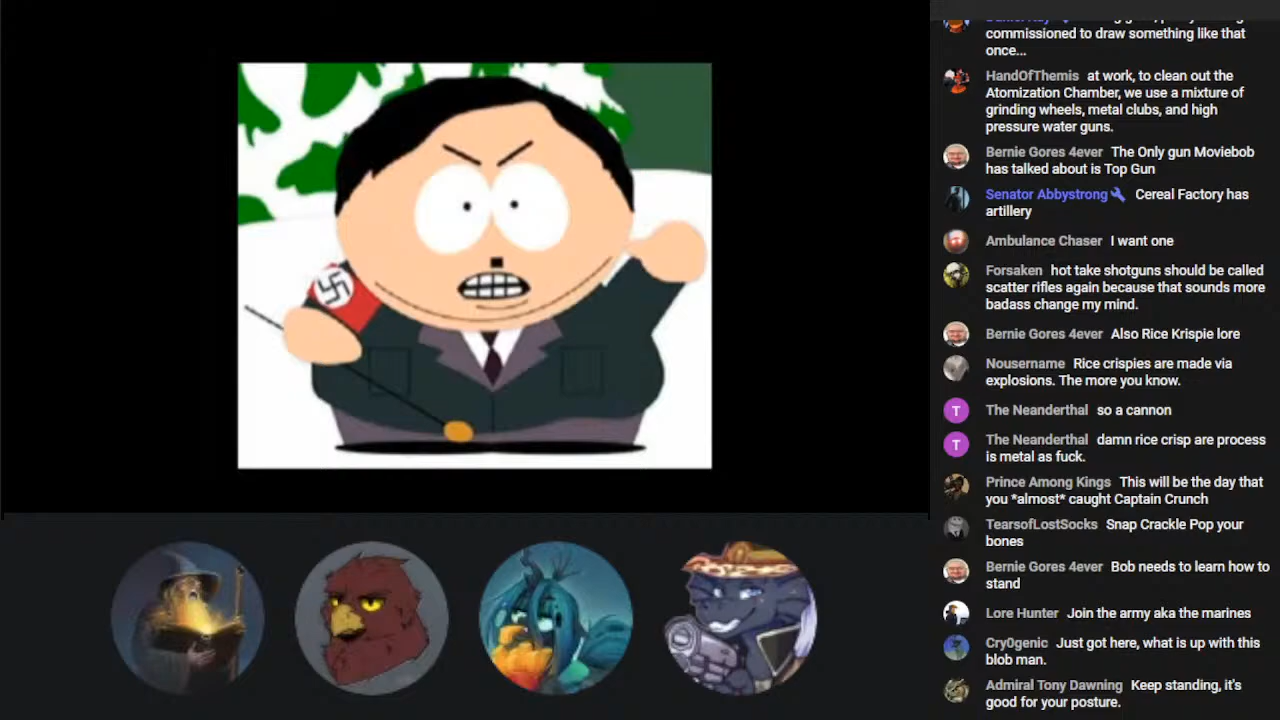 commissioned to draw something like that
once...
HandOfThemis at work, to clean out the
Atomization Chamber, we use a mixture of
grinding wheels, metal clubs, and high
pressure water guns.
Bernie Gores 4ever The Only gun Moviebob
has talked about is Top Gun
Senator Abbystrong Cereal Factory has
artillery
Ambulance Chaser I want one
Forsaken hot take shotguns should be called
scatter rifles again because that sounds more
badass change my mind.
Bernie Gores 4ever Also Rice Krispie lore
Nousername Rice crispies are made via
explosions. The more you know.
T The Neanderthal so a cannon
T The Neanderthal damn rice crisp are process
is metal as fuck.
Prince Among Kings This will be the day that
you *almost* caught Captain Crunch
TearsofLostSocks Snap Crackle Pop your
bones
Bernie Gores 4ever Bob needs to learn how to
stand
Lore Hunter Join the army aka the marines
Cry0genic Just got here, what is up with this
blob man.
Admiral Tony Dawning Keep standing, it's
good for your posture.